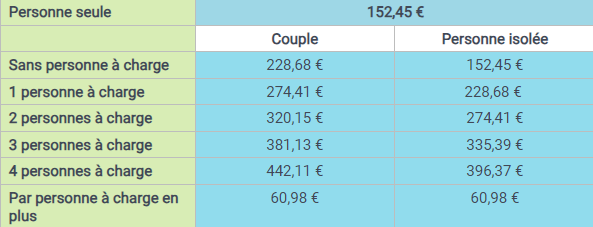 Personne seule 152,45 €
Couple Personne isolée
Sans personne à charge 228,68 € 152,45 €
1 personne à charge 274,41 € 228,68 €
2 personnes à charge 320,15 € 274,41 €
3 personnes à charge 381,13 € 335,39 €
4 personnes à charge 442,11 € 396,37 €
Par personne à charge en 60,98 € 60,98 €
plus